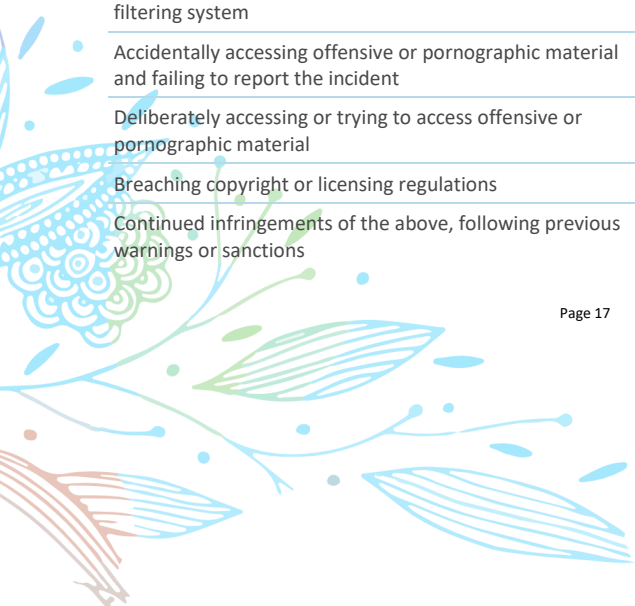 filtering system
Accidentally accessing offensive or pornographic material
and failing to report the incident
Deliberately accessing or trying to access offensive or
pornographic material
Breaching copyright or licensing regulations
Continued infringements of the above, following previous
warnings or sanctions
Page 17